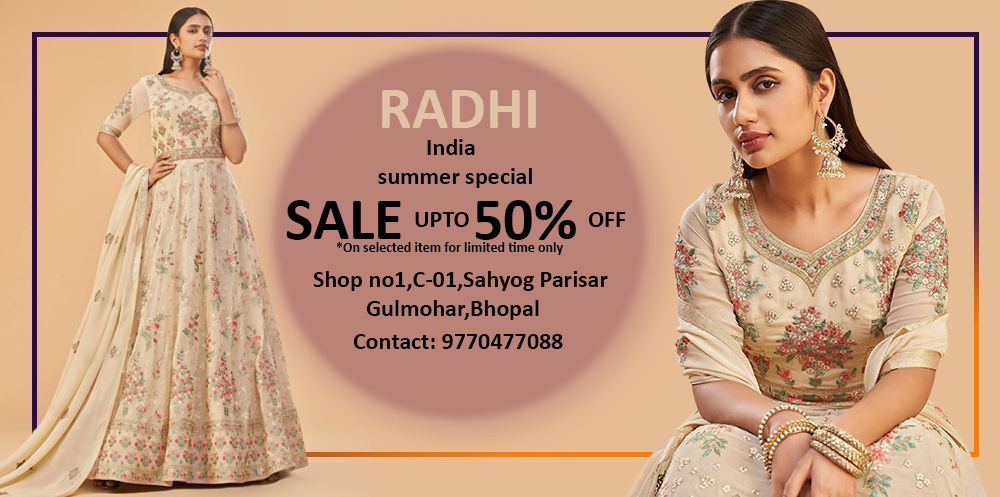 RADHI
India
summer special
SALE UPTO 50% OFF
*On selected item for limited time only
Shop no1,C-01,Sahyog Parisar
Gulmohar,Bhopal
Contact: 9770477088